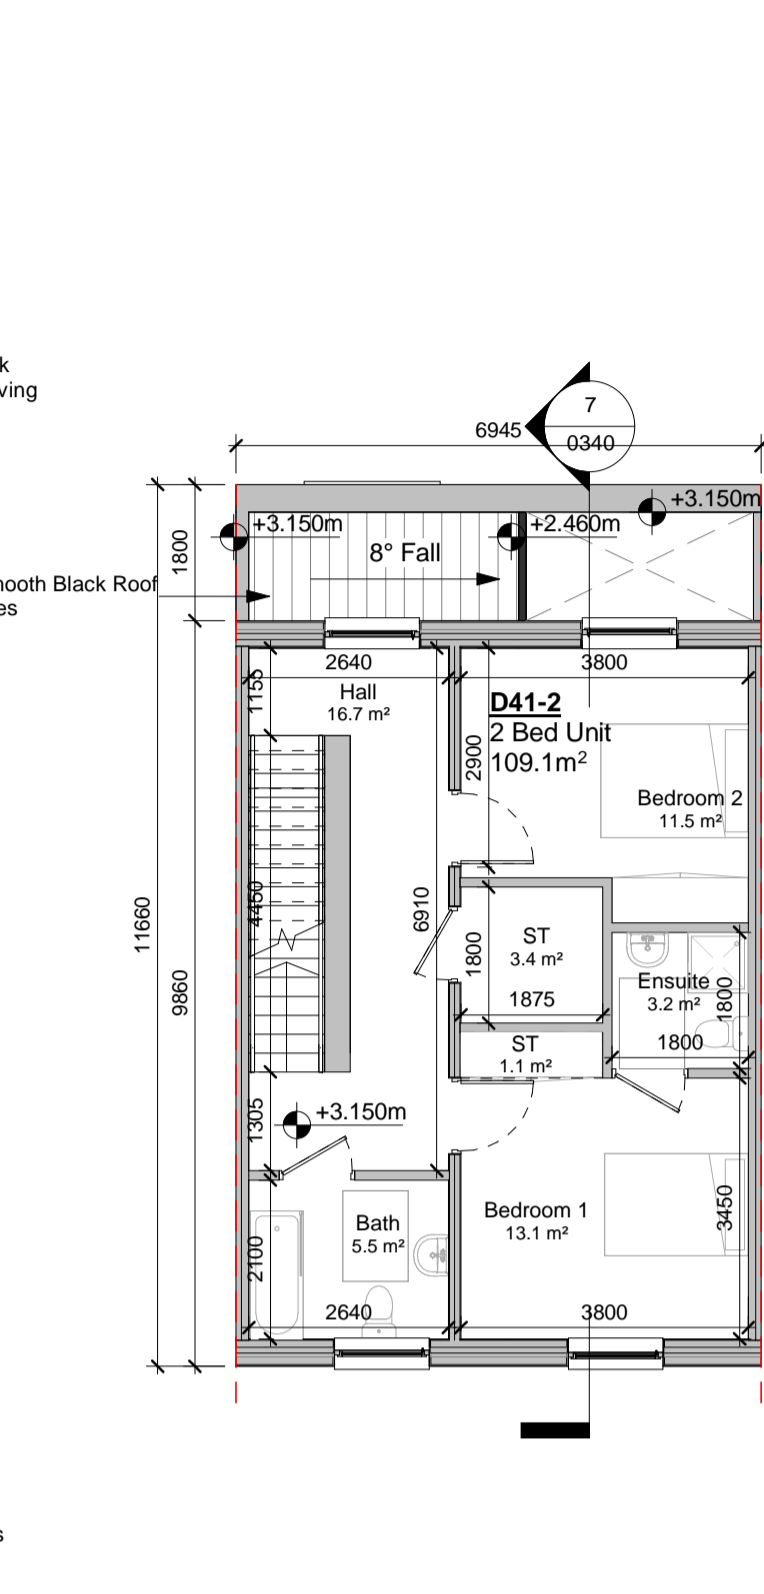 k
ving
7
6945
0340
+3.150m
+3.150m
+2.460m
1800
8° Fall
nooth Black Roof
es
2640
3800
1155
Hall
16.7 m²
D41-2
2 Bed Unit
109.1m²
2900
Bedroom 2
11.5 m²
4460
6910
11660
9860
1800
ST
3.4 m²
1875
Ensuite
3.2 m²
1800
1800
ST
1.1 m²
+3.150m
1305
Bedroom 1
13.1 m²
3450
Bath
5.5 m²
2100
2640
3800
s